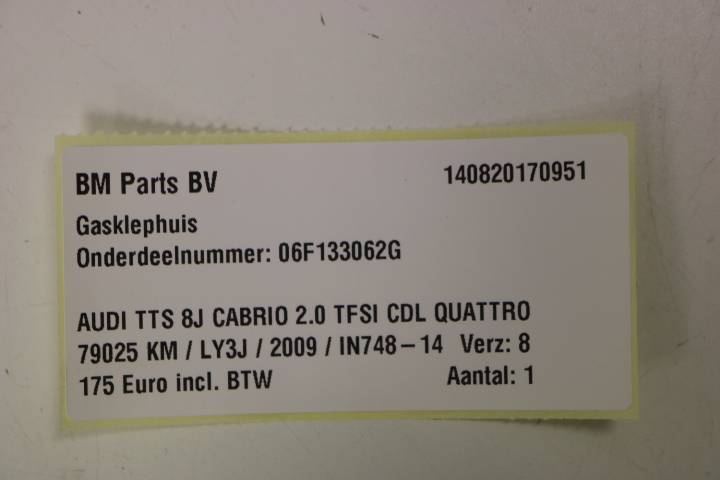 BM Parts BV 140820170951
Gasklephuis
Onderdeelnummer: 06F133062G
AUDI TTS 8J CABRIO 2.0 TFSI CDL QUATTRO
79025 KM / LY3J / 2009 / IN748-14 Verz: 8
175 Euro incl. BTW Aantal: 1